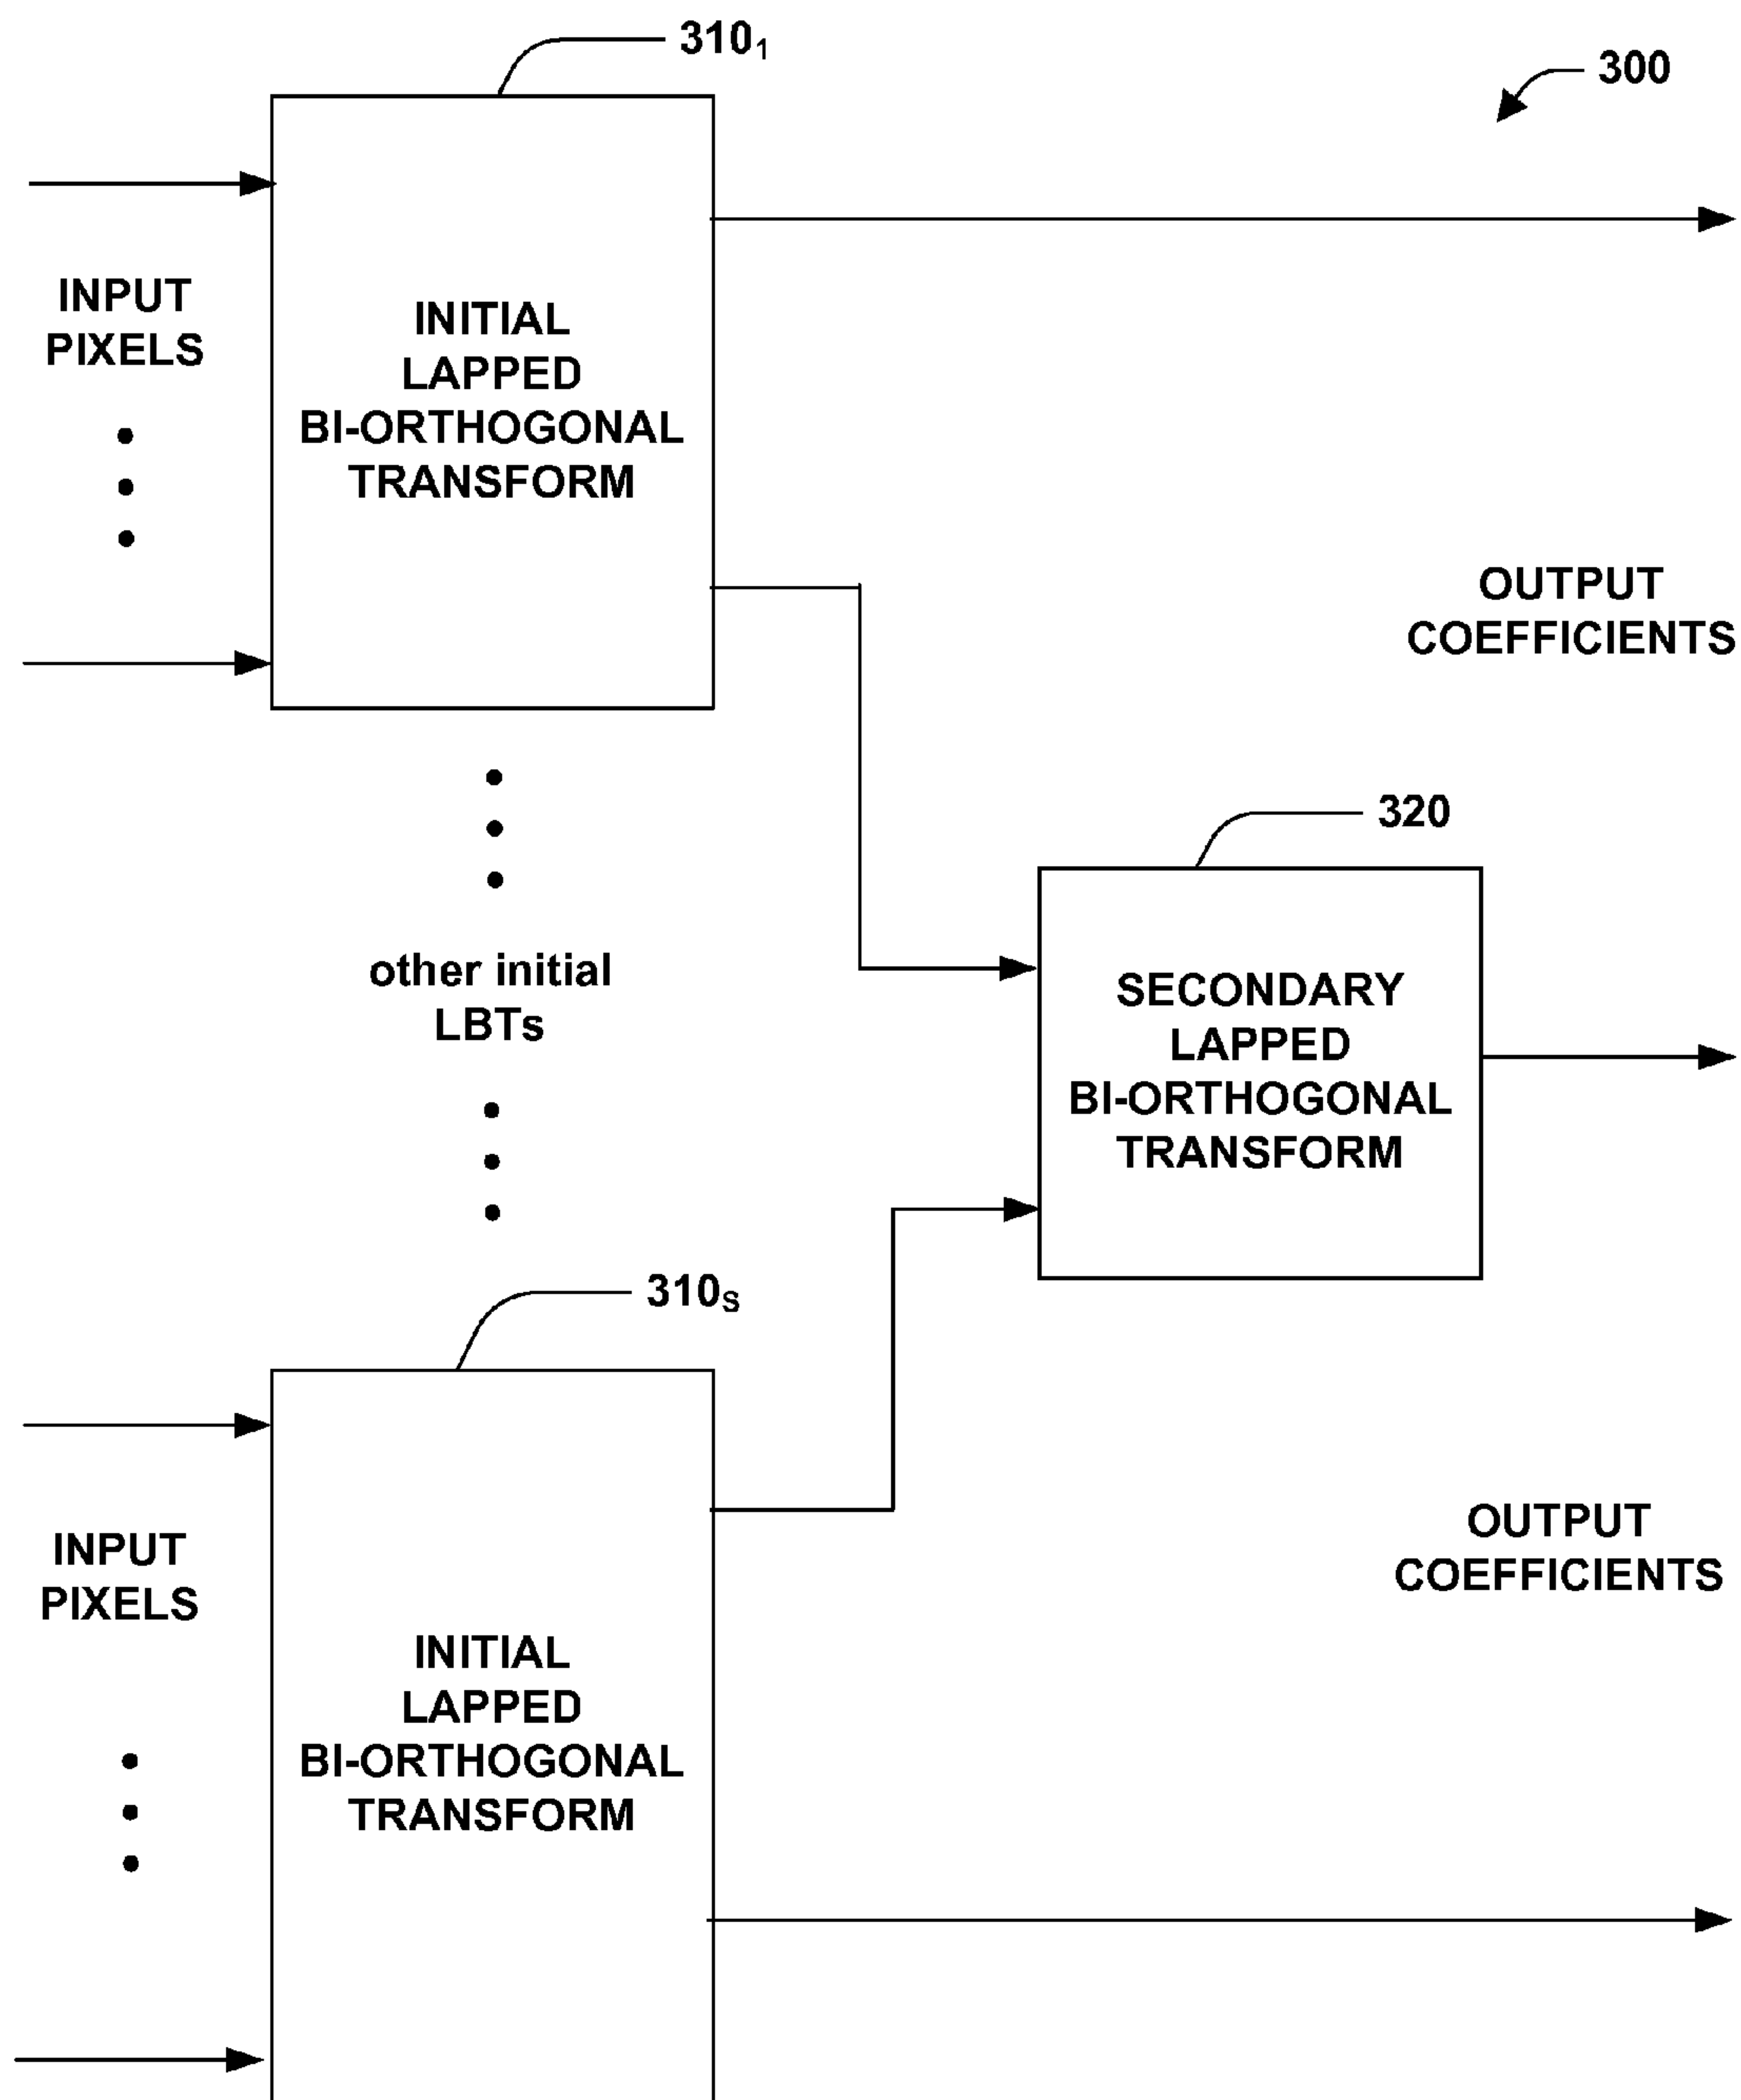 310₁
300
INPUT
PIXELS
INITIAL
LAPPED
BI-ORTHOGONAL
TRANSFORM
OUTPUT
COEFFICIENTS
320
other initial
LBTs
SECONDARY
LAPPED
BI-ORTHOGONAL
TRANSFORM
310S
INPUT
PIXELS
OUTPUT
COEFFICIENTS
INITIAL
LAPPED
BI-ORTHOGONAL
TRANSFORM